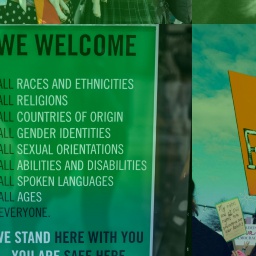 WE WELCOME
ALL RACES AND ETHNICITIES
ALL RELIGIONS
ALL COUNTRIES OF ORIGIN
ALL GENDER IDENTITIES
ALL SEXUAL ORIENTATIONS
ALL ABILITIES AND DISABILITIES
ALL SPOKEN LANGUAGES
ALL AGES
EVERYONE.
WE STAND HERE WITH YOU
YOU ARE SAFE HERE